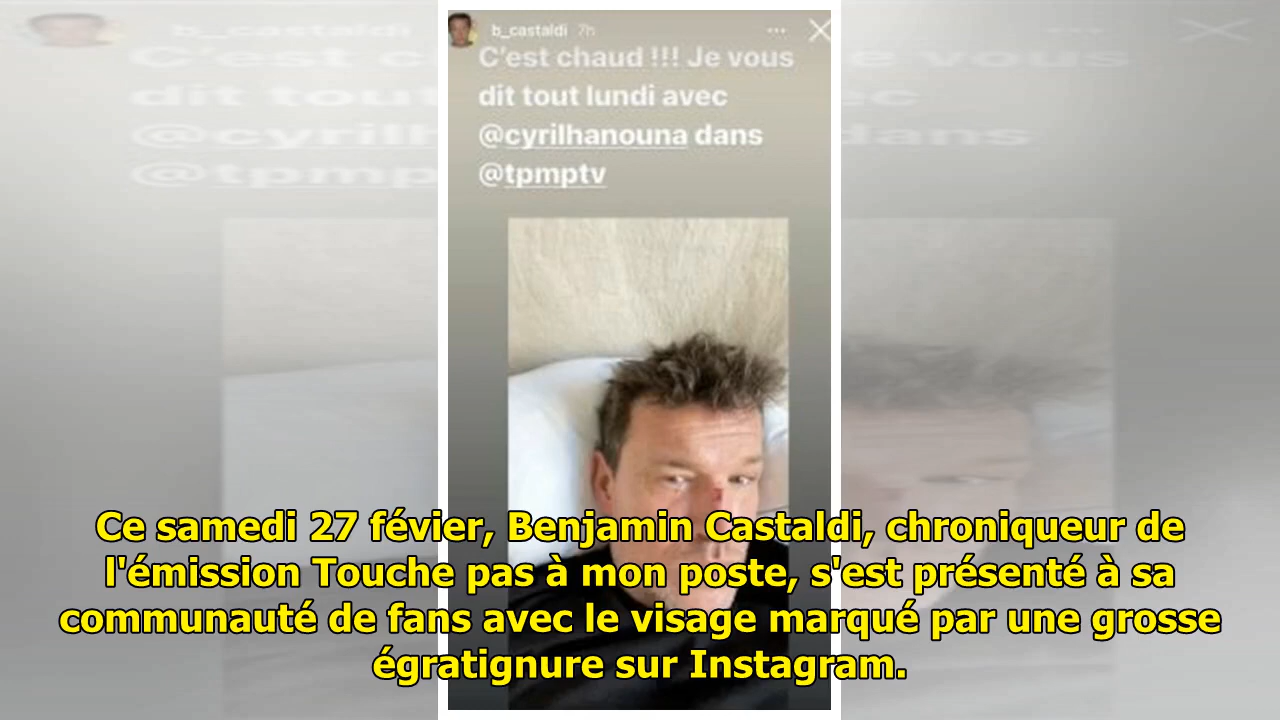 b_castaldi 7h
C'est chaud !!! Je vous
dit tout lundi avec
@cyrilhanouna dans
@tpmptv
Ce samedi 27 févier, Benjamin Castaldi, chroniqueur de
l'émission Touche pas à mon poste, s'est présenté à sa
communauté de fans avec le visage marqué par une grosse
égratignure sur Instagram.